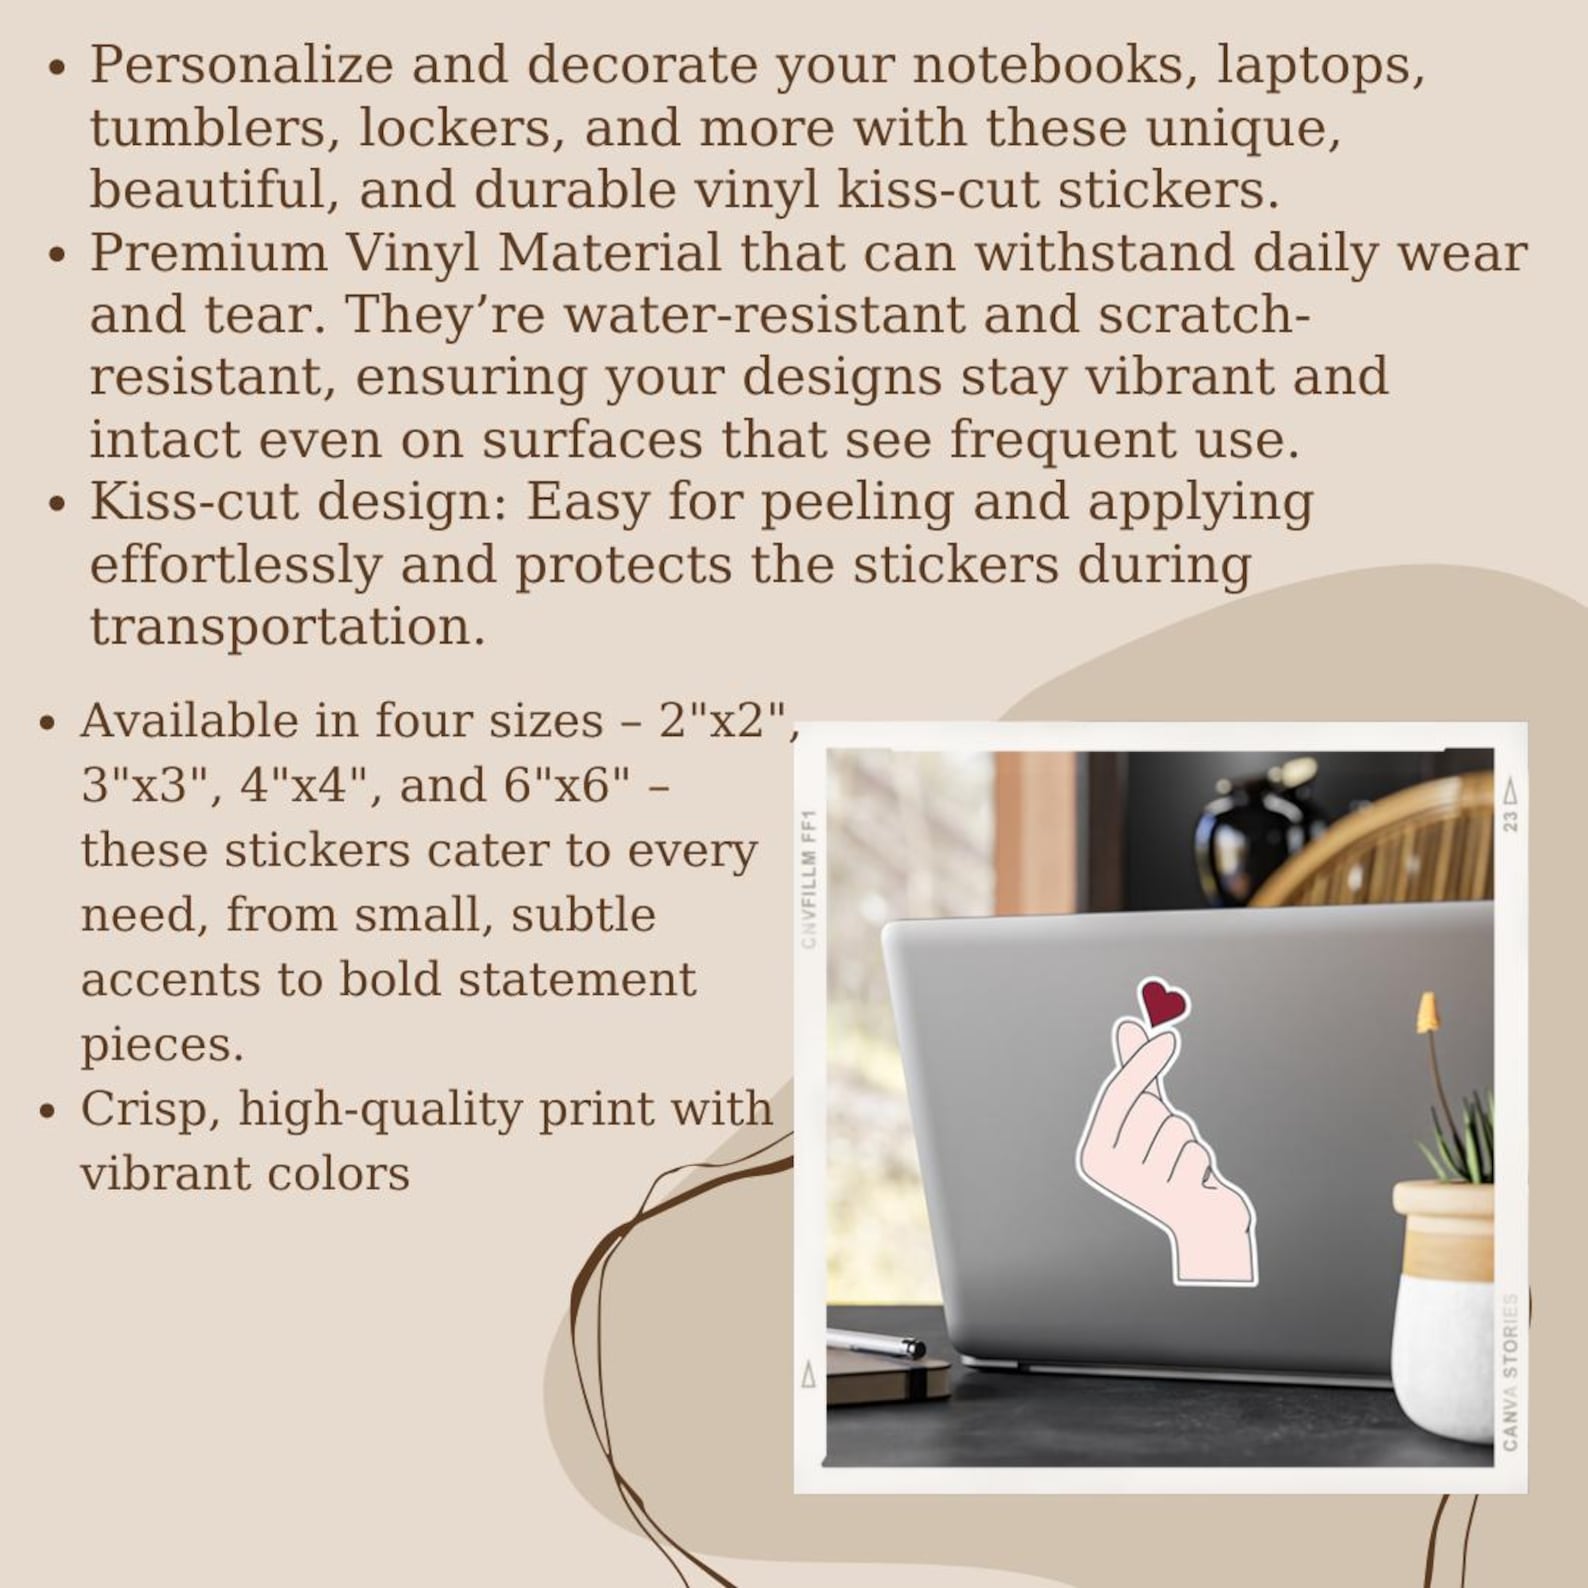 • Personalize and decorate your notebooks, laptops,
tumblers, lockers, and more with these unique,
beautiful, and durable vinyl kiss-cut stickers.
• Premium Vinyl Material that can withstand daily wear
and tear. They’re water-resistant and scratch-
resistant, ensuring your designs stay vibrant and
intact even on surfaces that see frequent use.
• Kiss-cut design: Easy for peeling and applying
effortlessly and protects the stickers during
transportation.
• Available in four sizes – 2"x2",
3"x3", 4"x4", and 6"x6" –
these stickers cater to every
need, from small, subtle
accents to bold statement
pieces.
• Crisp, high-quality print with
vibrant colors
CNVFILLM FF1
23
CANVA STORIES